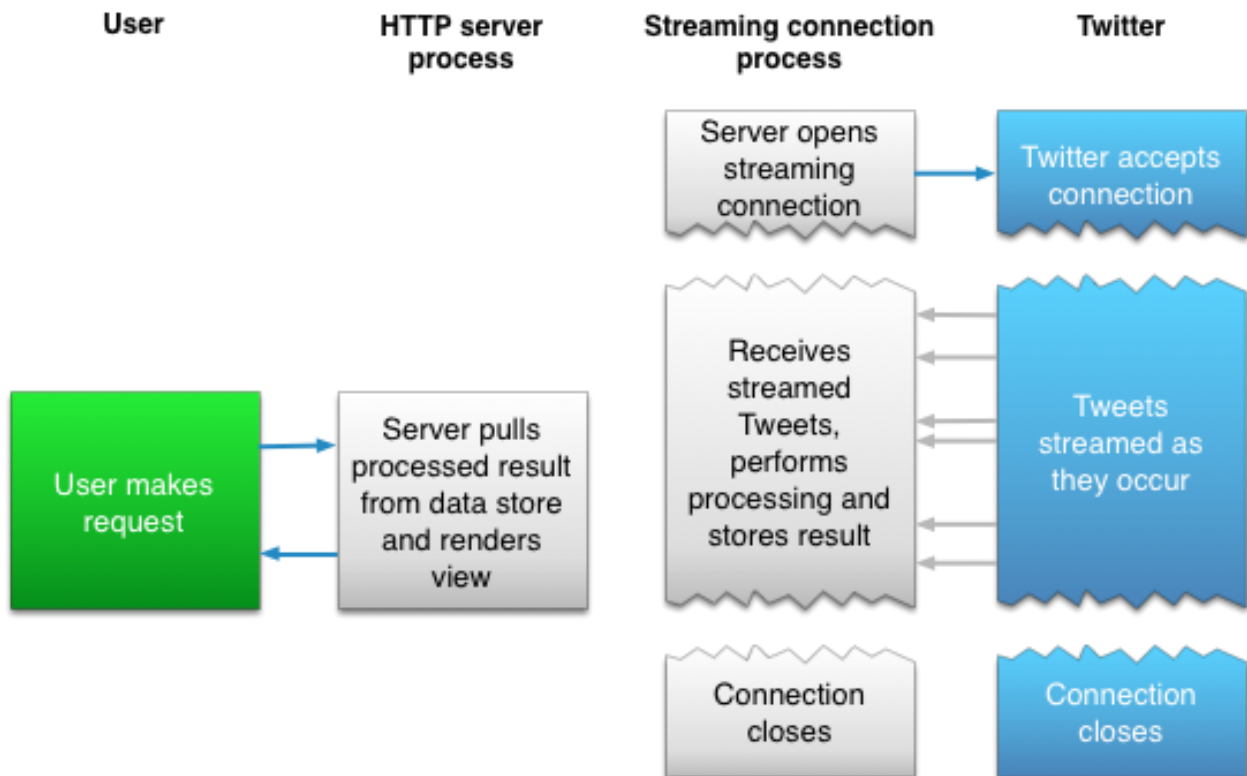 User
HTTP server
process
Streaming connection
process
Twitter
Server opens
streaming
connection
Twitter accepts
connection
User makes
request
Server pulls
processed result
from data store
and renders
view
Receives
streamed
Tweets,
performs
processing and
stores result
Tweets
streamed as
they occur
Connection
closes
Connection
closes